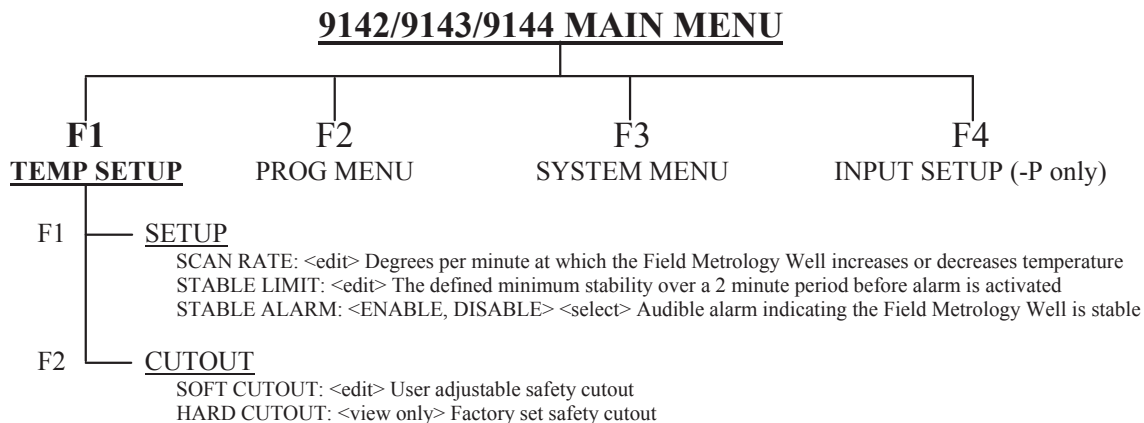 9142/9143/9144 MAIN MENU
F1 F2 F3 F4
TEMP SETUP PROG MENU SYSTEM MENU INPUT SETUP (-P only)
F1 SETUP
SCAN RATE: <edit> Degrees per minute at which the Field Metrology Well increases or decreases temperature
STABLE LIMIT: <edit> The defined minimum stability over a 2 minute period before alarm is activated
STABLE ALARM: <ENABLE, DISABLE> <select> Audible alarm indicating the Field Metrology Well is stable
F2 CUTOUT
SOFT CUTOUT: <edit> User adjustable safety cutout
HARD CUTOUT: <view only> Factory set safety cutout